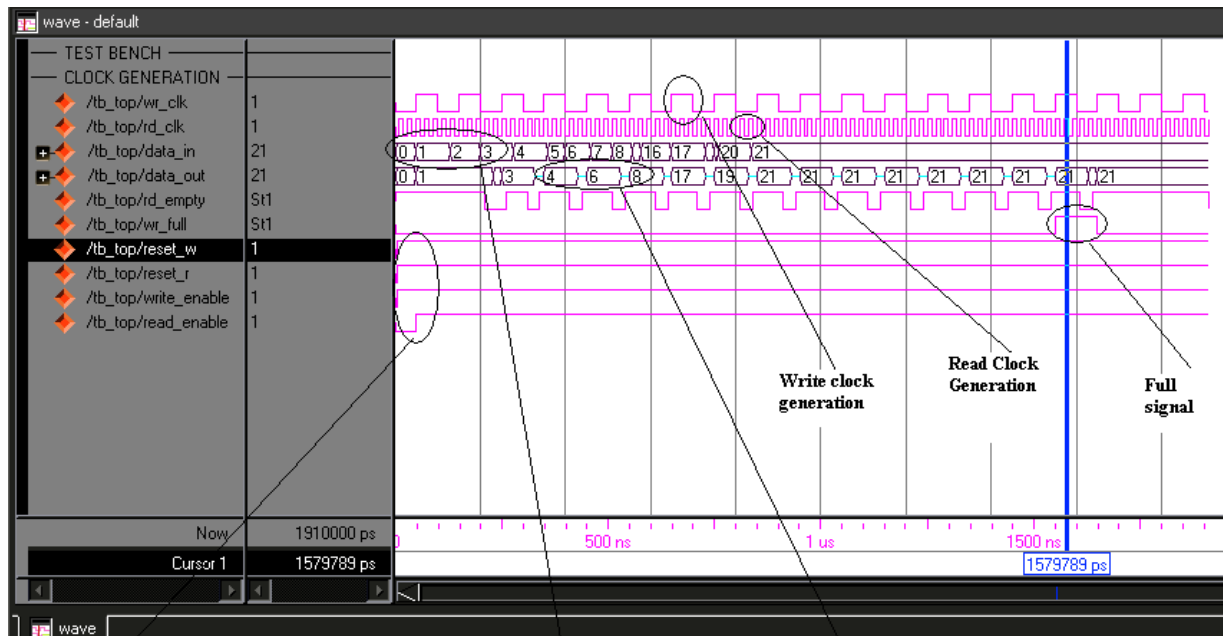 wave - default
TEST BENCH
CLOCK GENERATION
/tb_top/wr_clk 1
/tb_top/rd_clk 1
/tb_top/data_in 21 0 1 2 3 4 5 6 7 8 16 17 20 21
/tb_top/data_out 21 0 1 3 4 6 8 17 19 21 21 21 21 21 21 21 21 21
/tb_top/rd_empty St1
/tb_top/wr_full St1
/tb_top/reset_w 1
/tb_top/reset_r 1
/tb_top/write_enable 1
/tb_top/read_enable 1
Write clock
generation
Read Clock
Generation
Full
signal
Now 1910000 ps 0 500 ns 1 us 1500 ns
Cursor 1 1579789 ps 1579789 ps
wave